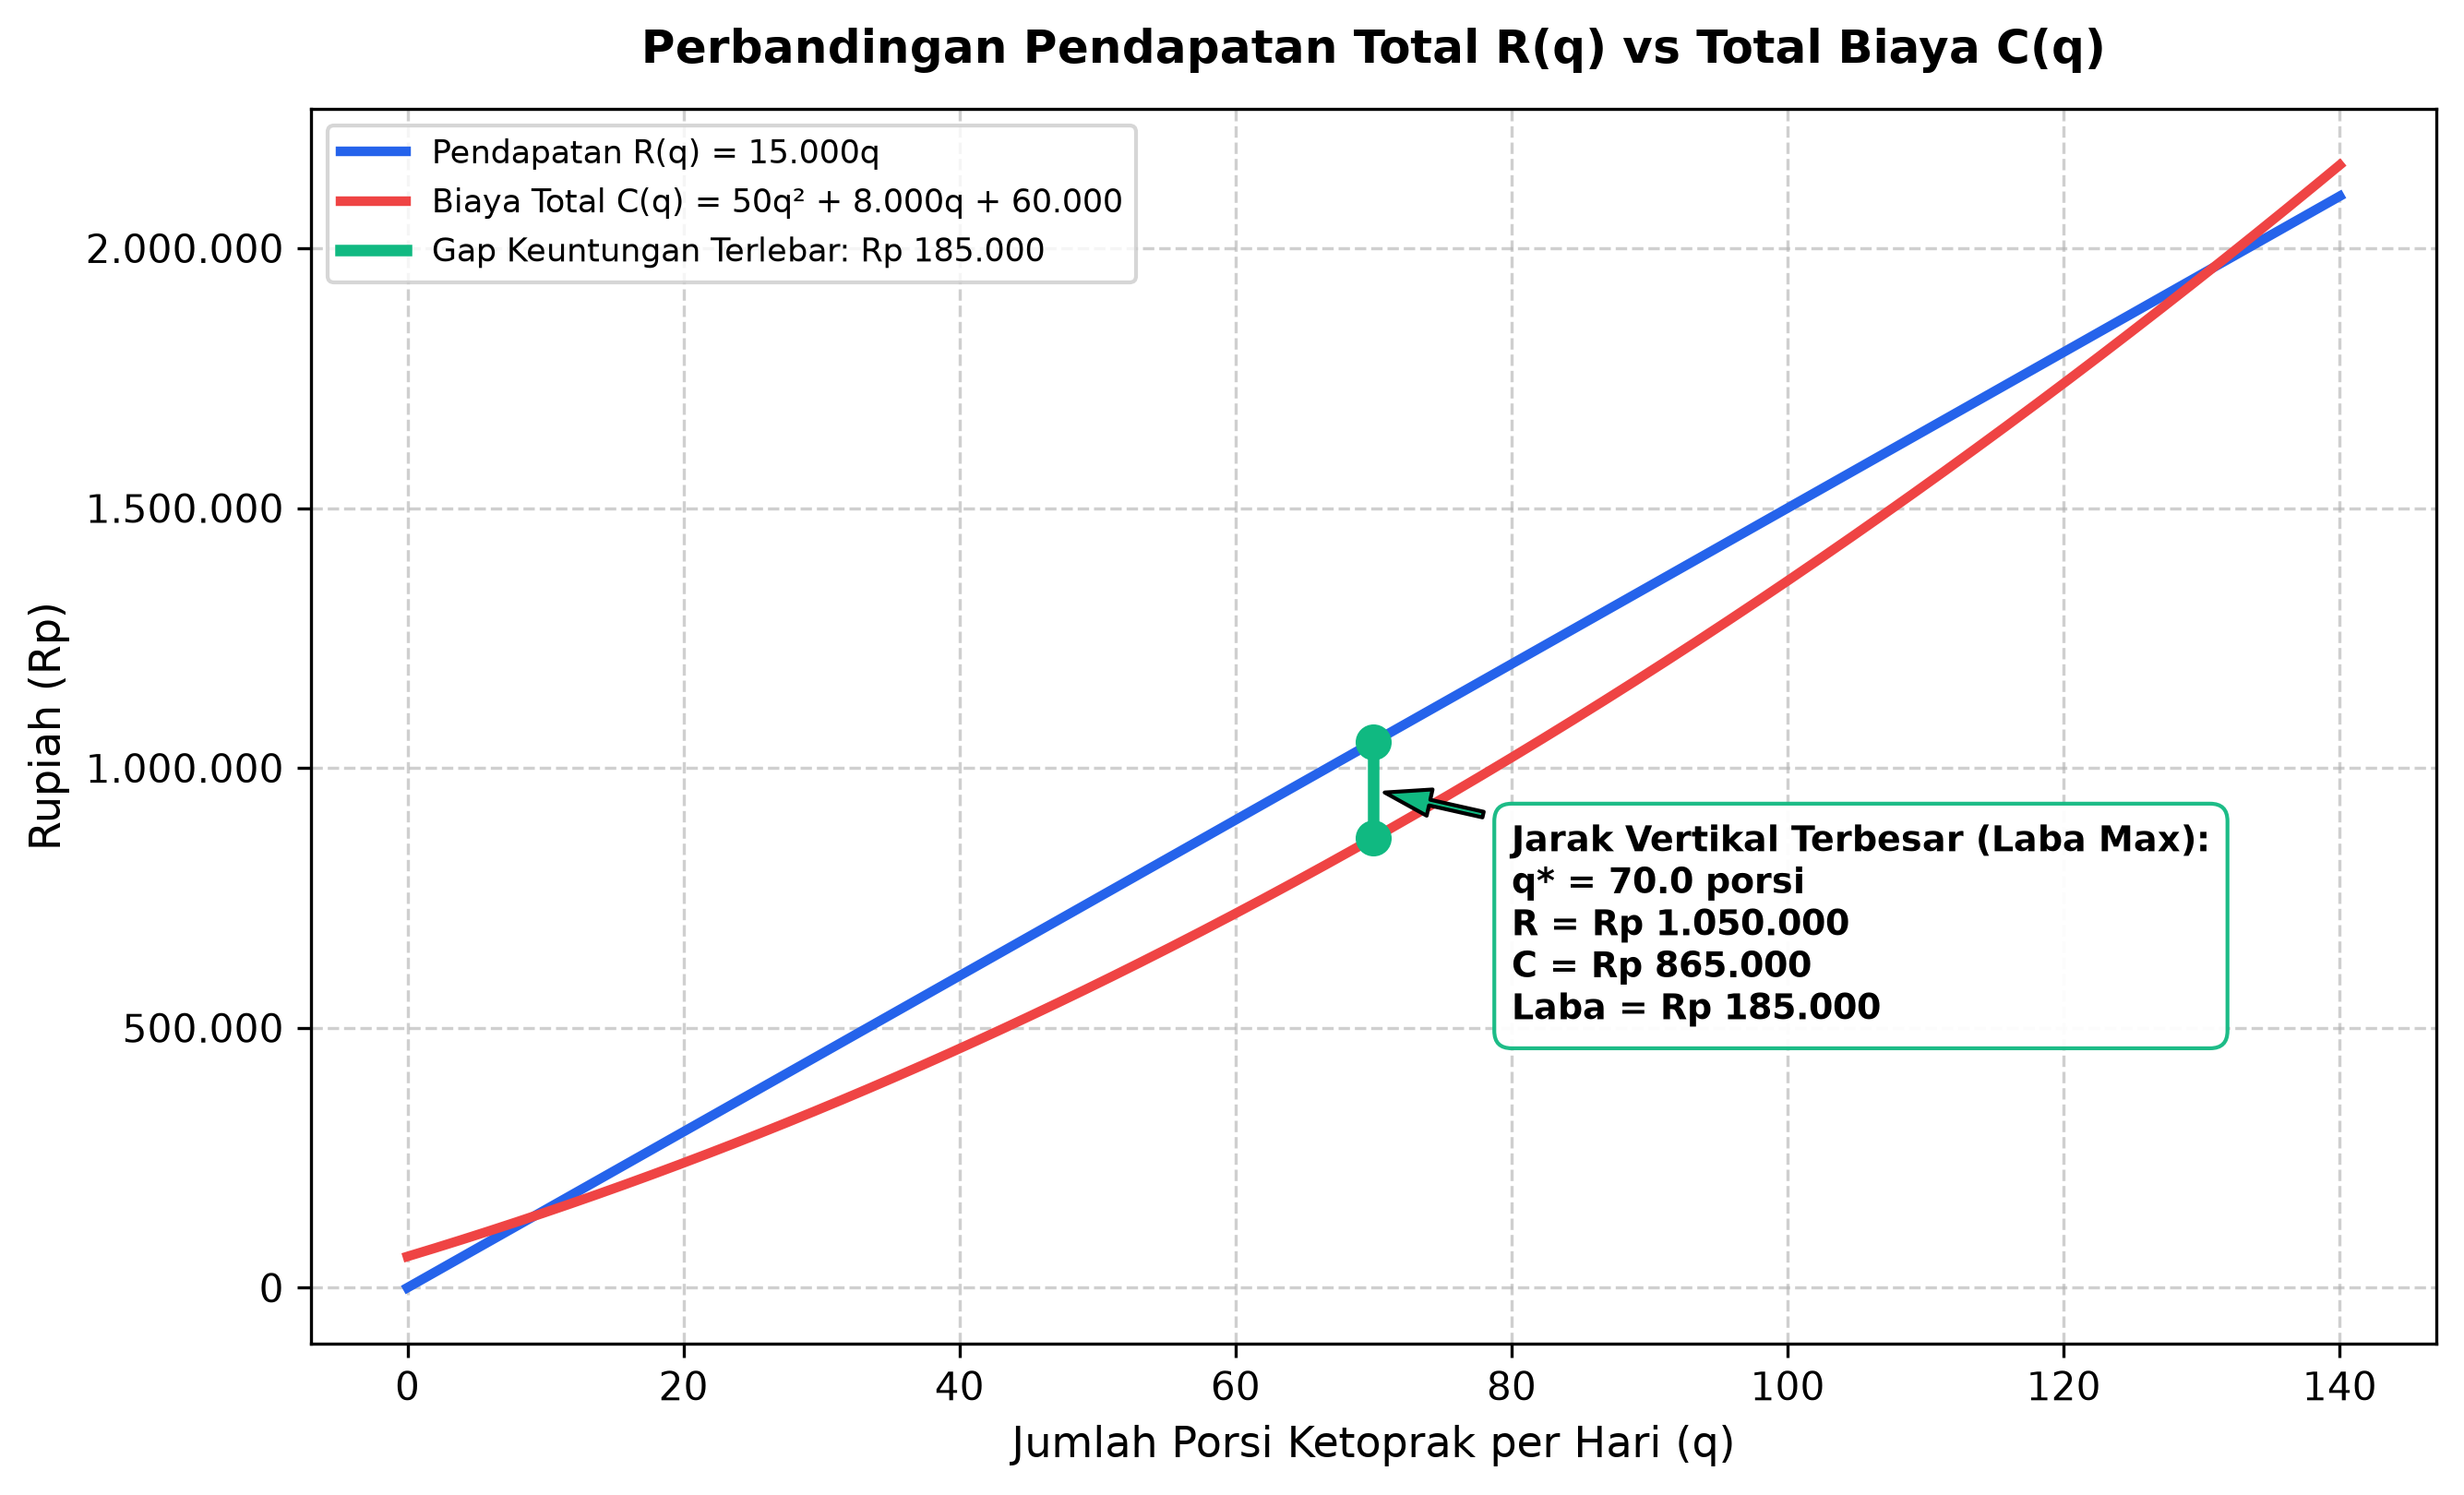 Perbandingan Pendapatan Total R(q) vs Total Biaya C(q)
Pendapatan R(q) = 15.000q
Biaya Total C(q) = 50q² + 8.000q + 60.000
Gap Keuntungan Terlebar: Rp 185.000
Rupiah (Rp)
2.000.000
1.500.000
1.000.000
500.000
0
Jarak Vertikal Terbesar (Laba Max):
q* = 70.0 porsi
R = Rp 1.050.000
C = Rp 865.000
Laba = Rp 185.000
0 20 40 60 80 100 120 140
Jumlah Porsi Ketoprak per Hari (q)